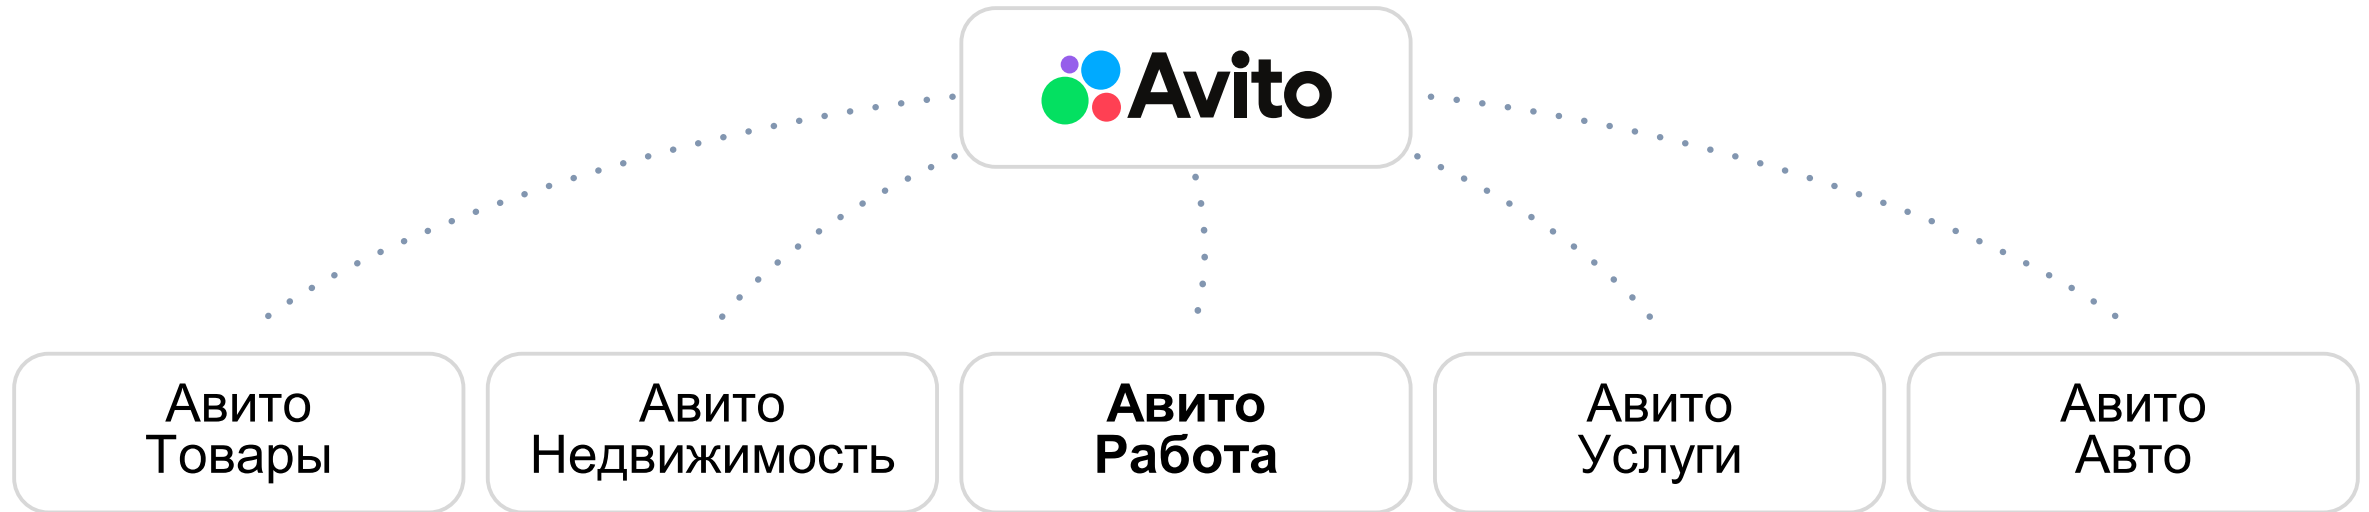 Avito
Авито
Товары
Авито
Недвижимость
Авито
Работа
Авито
Услуги
Авито
Авто